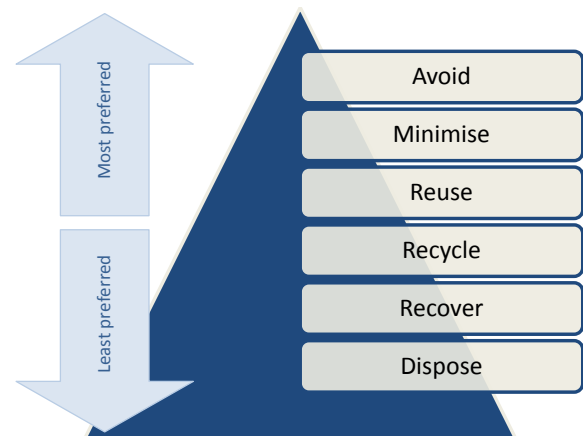 Most preferred
Least preferred
Avoid
Minimise
Reuse
Recycle
Recover
Dispose